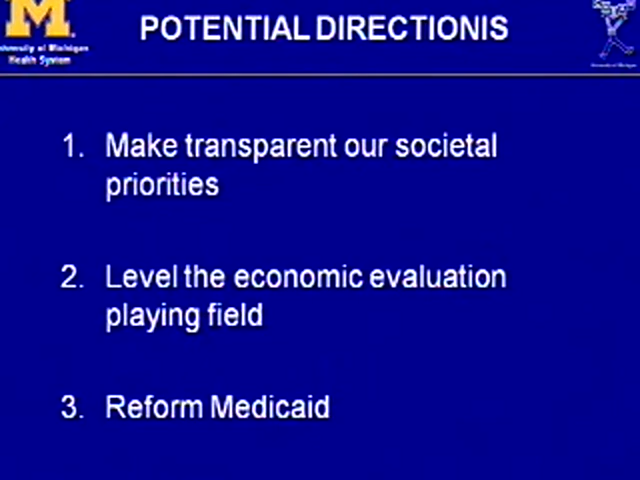 M
University of Michigan
Health System
POTENTIAL DIRECTIONIS
1. Make transparent our societal
priorities
2. Level the economic evaluation
playing field
3. Reform Medicaid